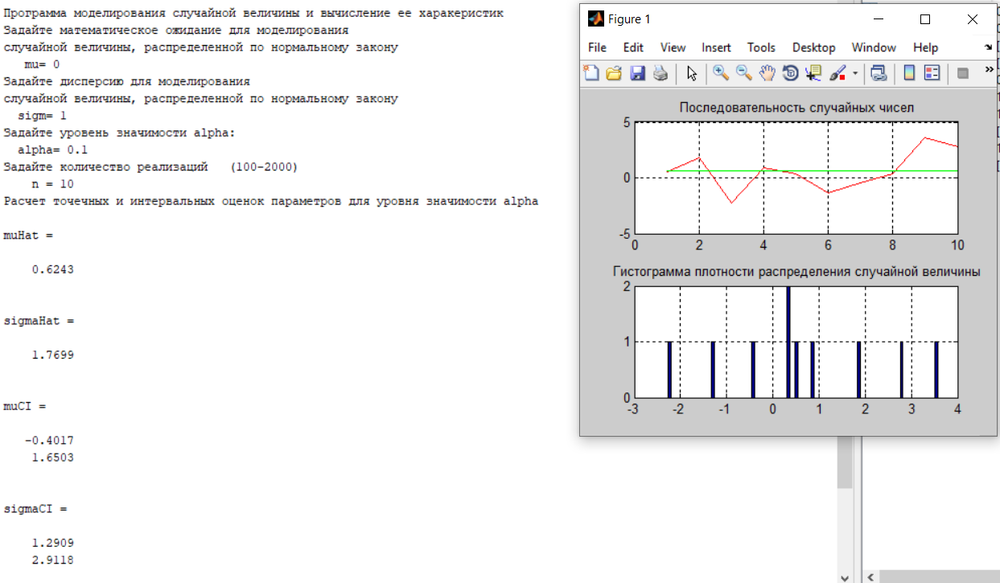 Программа моделирования случайной величины и вычисление ее характеристик
Задайте математическое ожидание для моделирования
случайной величины, распределенной по нормальному закону
mu= 0
Задайте дисперсию для моделирования
случайной величины, распределенной по нормальному закону
sigm= 1
Задайте уровень значимости alpha:
alpha= 0.1
Задайте количество реализаций (100-2000)
n = 10
Расчет точечных и интервальных оценок параметров для уровня значимости alpha
muHat =
0.6243
sigmaHat =
1.7699
muCI =
-0.4017
1.6503
sigmaCI =
1.2909
2.9118
Figure 1
File Edit View Insert Tools Desktop Window Help
Последовательность случайных чисел
5
0
-5
0 2 4 6 8 10
Гистограмма плотности распределения случайной величины
2
1
0
-3 -2 -1 0 1 2 3 4